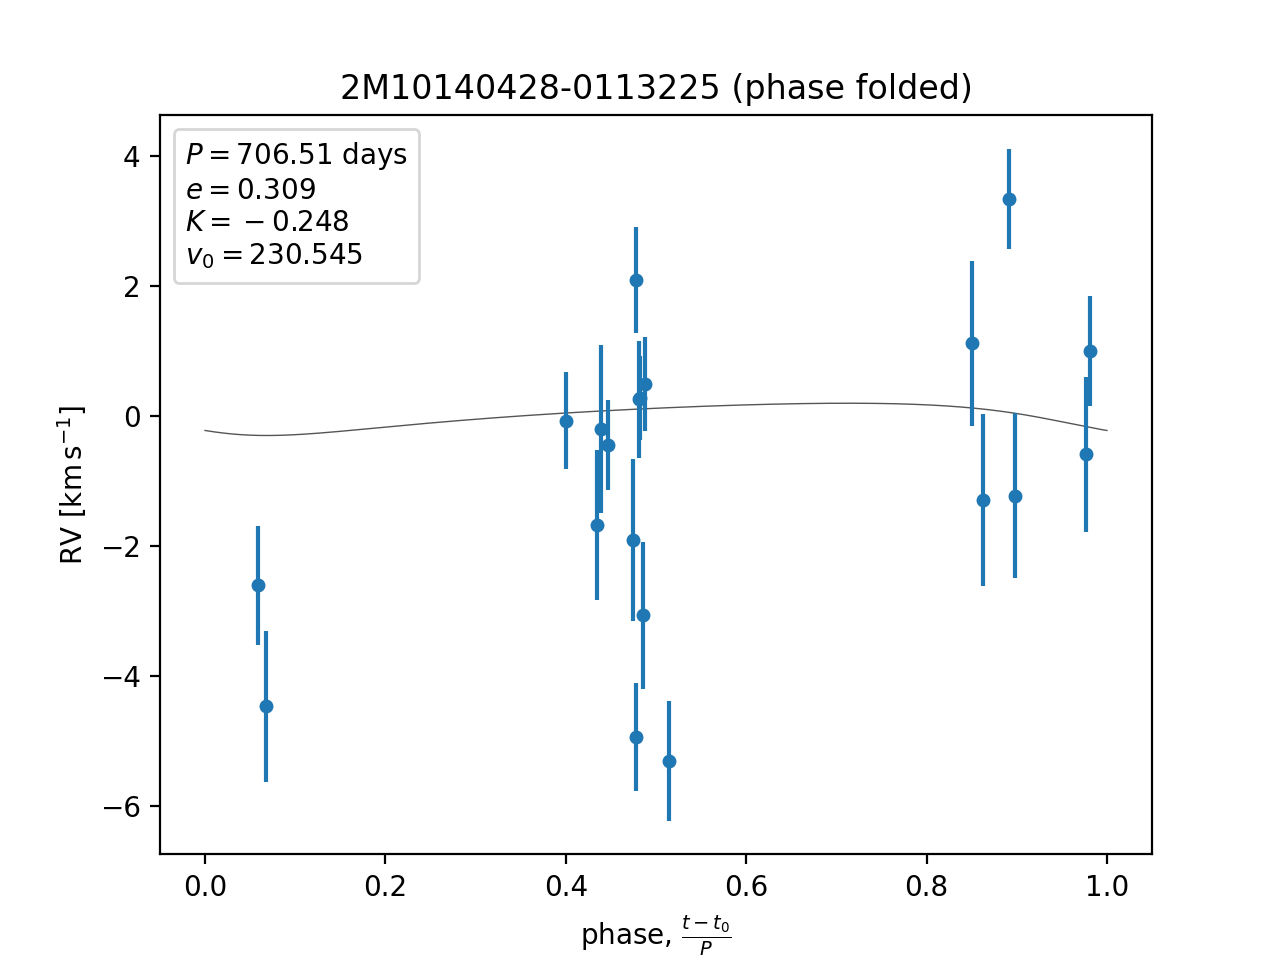 2M10140428-0113225 (phase folded)
P = 706.51 days
e = 0.309
K = −0.248
v₀ = 230.545
4
2
0
−2
−4
−6
RV [km s⁻¹]
0.0 0.2 0.4 0.6 0.8 1.0
phase, (t − t₀)/P